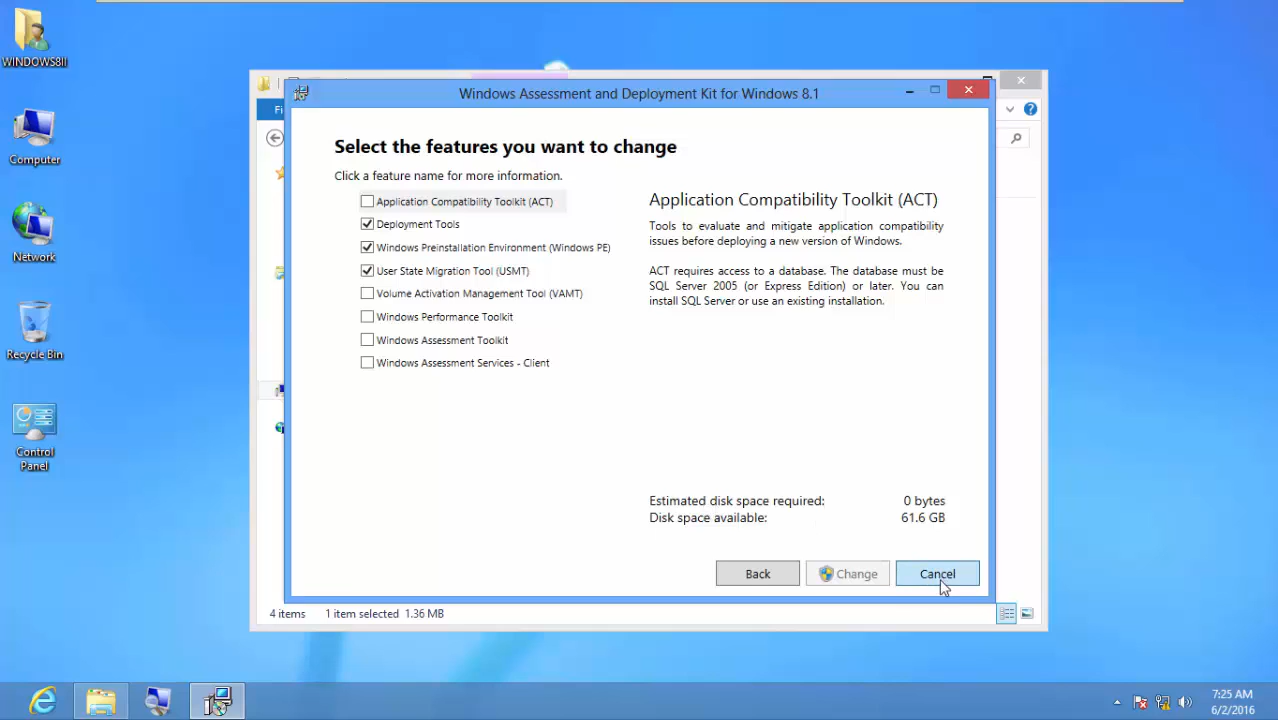 WINDOWS8II
Computer
Network
Recycle Bin
Control
Panel
Fi
Windows Assessment and Deployment Kit for Windows 8.1
Select the features you want to change
Click a feature name for more information.
Application Compatibility Toolkit (ACT)
Deployment Tools
Windows Preinstallation Environment (Windows PE)
User State Migration Tool (USMT)
Volume Activation Management Tool (VAMT)
Windows Performance Toolkit
Windows Assessment Toolkit
Windows Assessment Services - Client
Application Compatibility Toolkit (ACT)
Tools to evaluate and mitigate application compatibility
issues before deploying a new version of Windows.
ACT requires access to a database. The database must be
SQL Server 2005 (or Express Edition) or later. You can
install SQL Server or use an existing installation.
Estimated disk space required: 0 bytes
Disk space available: 61.6 GB
Back
Change
Cancel
4 items 1 item selected 1.36 MB
7:25 AM
6/2/2016